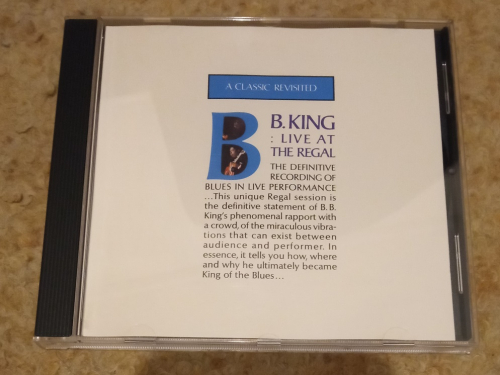 A CLASSIC REVISITED
B B. KING
: LIVE AT
THE REGAL
THE DEFINITIVE
RECORDING OF
BLUES IN LIVE PERFORMANCE
...This unique Regal session is
the definitive statement of B.B.
King's phenomenal rapport with
a crowd, of the miraculous vibra-
tions that can exist between
audience and performer. In
essence, it tells you how, where
and why he ultimately became
King of the Blues...